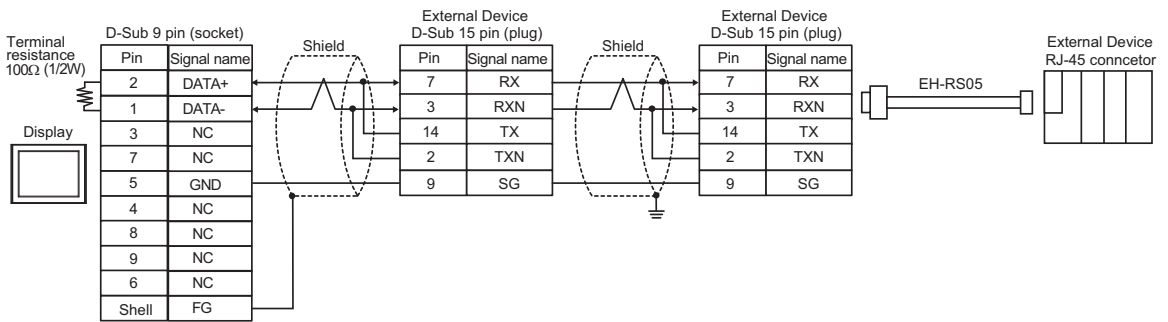 Terminal
resistance
100Ω (1/2W)
Display
D-Sub 9 pin (socket)
Pin Signal name
2 DATA+
1 DATA-
3 NC
7 NC
5 GND
4 NC
8 NC
9 NC
6 NC
Shell FG
Shield
External Device
D-Sub 15 pin (plug)
Pin Signal name
7 RX
3 RXN
14 TX
2 TXN
9 SG
Shield
External Device
D-Sub 15 pin (plug)
Pin Signal name
7 RX
3 RXN
14 TX
2 TXN
9 SG
EH-RS05
External Device
RJ-45 conncetor